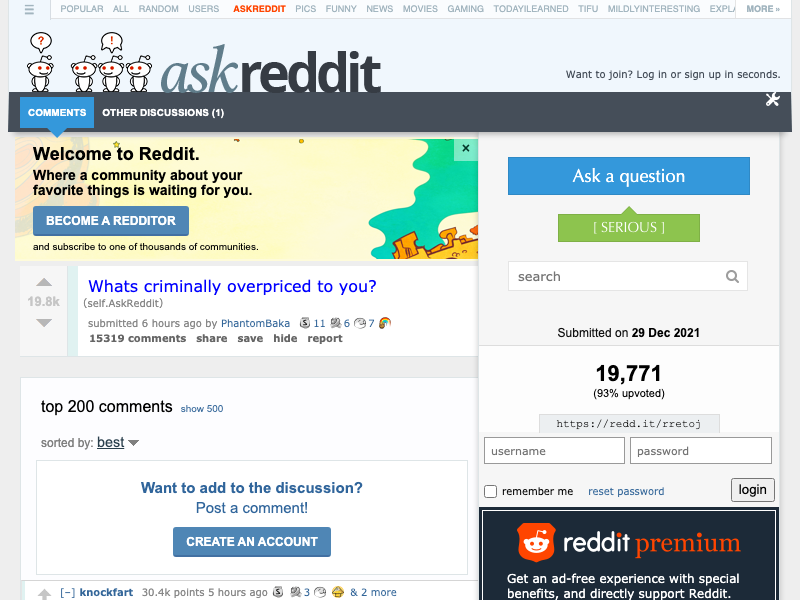 POPULAR ALL RANDOM USERS ASKREDDIT PICS FUNNY NEWS MOVIES GAMING TODAYILEARNED TIFU MILDLYINTERESTING EXPLA MORE »
? !
askreddit
Want to join? Log in or sign up in seconds.
COMMENTS OTHER DISCUSSIONS (1)
Welcome to Reddit.
Where a community about your
favorite things is waiting for you.
BECOME A REDDITOR
and subscribe to one of thousands of communities.
×
19.8k
Whats criminally overpriced to you?
(self.AskReddit)
submitted 6 hours ago by PhantomBaka 11 6 7
15319 comments share save hide report
top 200 comments show 500
sorted by: best
Want to add to the discussion?
Post a comment!
CREATE AN ACCOUNT
[–] knockfart 30.4k points 5 hours ago 3 & 2 more
Ask a question
[ SERIOUS ]
search
Submitted on 29 Dec 2021
19,771
(93% upvoted)
https://redd.it/rretoj
username password
remember me reset password login
reddit premium
Get an ad-free experience with special
benefits, and directly support Reddit.